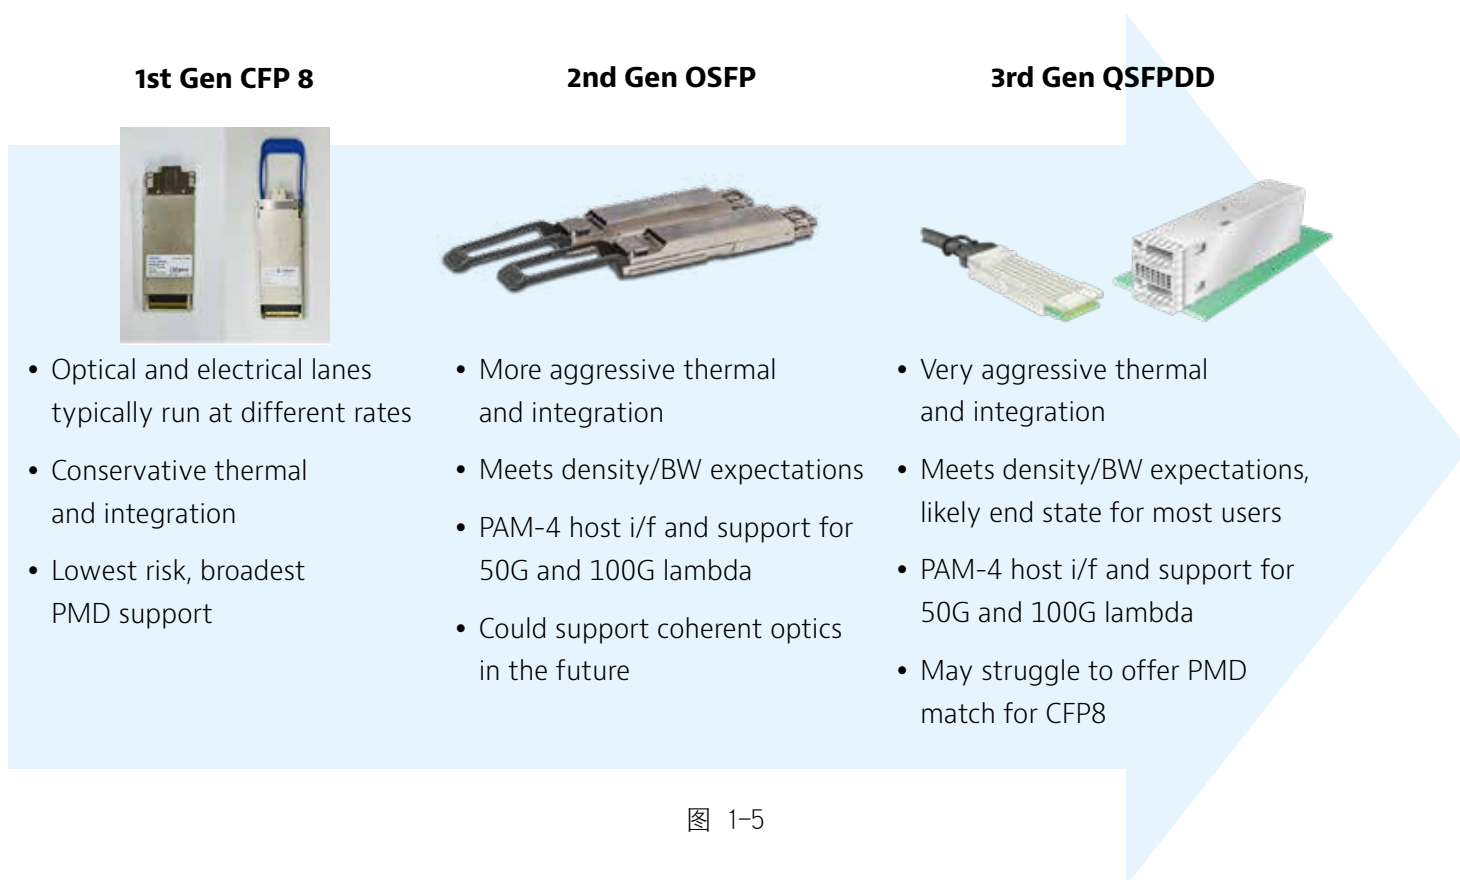 1st Gen CFP 8
• Optical and electrical lanes
typically run at different rates
• Conservative thermal
and integration
• Lowest risk, broadest
PMD support
2nd Gen OSFP
• More aggressive thermal
and integration
• Meets density/BW expectations
• PAM-4 host i/f and support for
50G and 100G lambda
• Could support coherent optics
in the future
3rd Gen QSFPDD
• Very aggressive thermal
and integration
• Meets density/BW expectations,
likely end state for most users
• PAM-4 host i/f and support for
50G and 100G lambda
• May struggle to offer PMD
match for CFP8
图 1-5